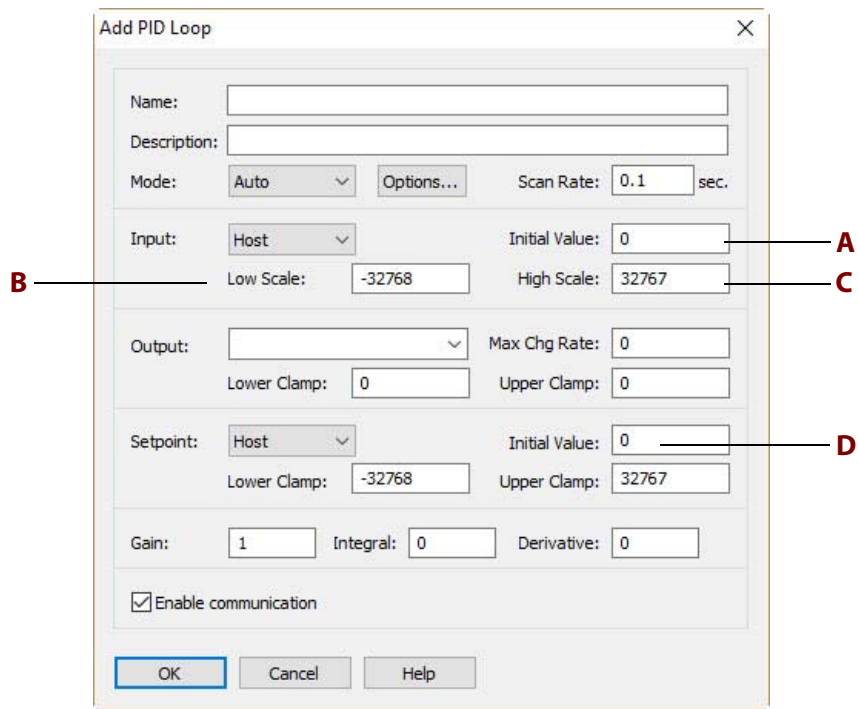 Add PID Loop
Name:
Description:
Mode: Auto Options... Scan Rate: 0.1 sec.
Input: Host Initial Value: 0 A
B Low Scale: -32768 High Scale: 32767 C
Output: Max Chg Rate: 0
Lower Clamp: 0 Upper Clamp: 0
Setpoint: Host Initial Value: 0 D
Lower Clamp: -32768 Upper Clamp: 32767
Gain: 1 Integral: 0 Derivative: 0
Enable communication
OK Cancel Help